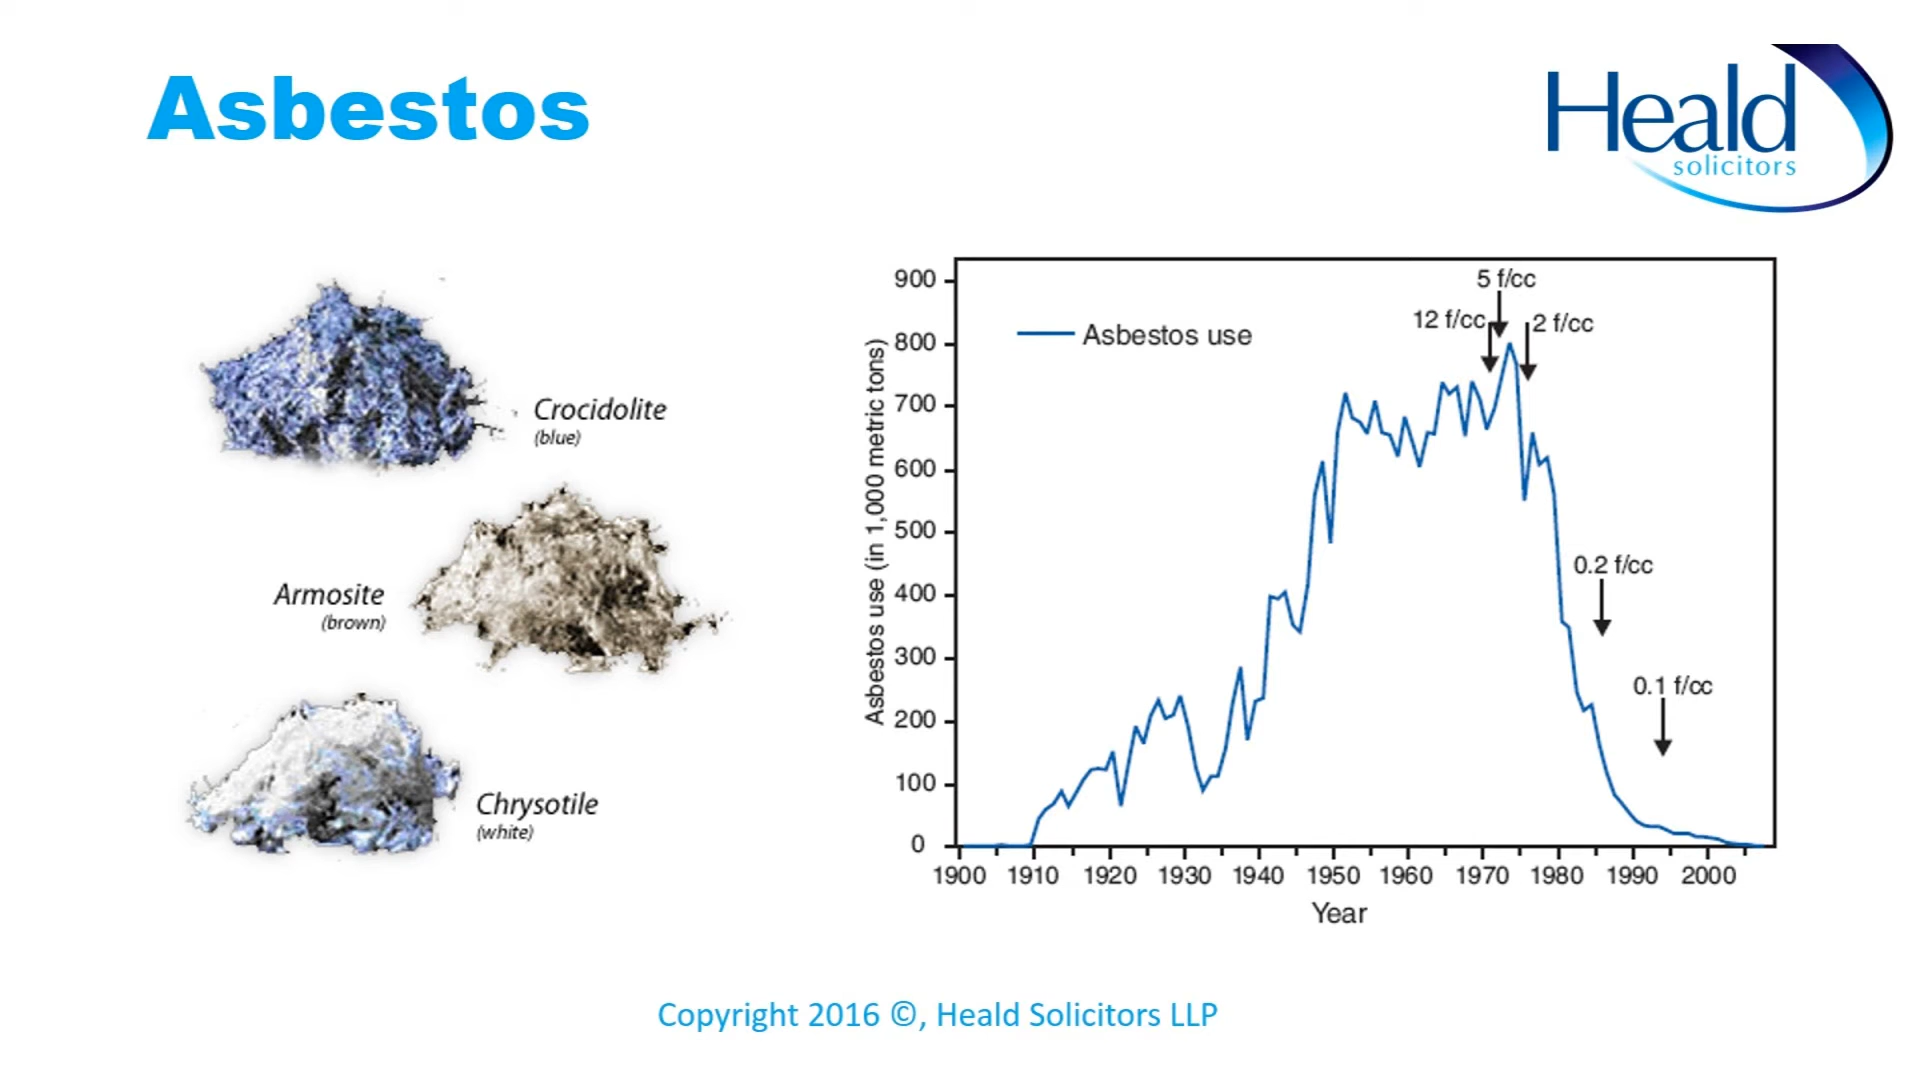 Asbestos
Heald
solicitors
Crocidolite
(blue)
Armosite
(brown)
Chrysotile
(white)
Asbestos use (in 1,000 metric tons)
900
800
700
600
500
400
300
200
100
0
Asbestos use
5 f/cc
12 f/cc
2 f/cc
0.2 f/cc
0.1 f/cc
1900 1910 1920 1930 1940 1950 1960 1970 1980 1990 2000
Year
Copyright 2016 ©, Heald Solicitors LLP